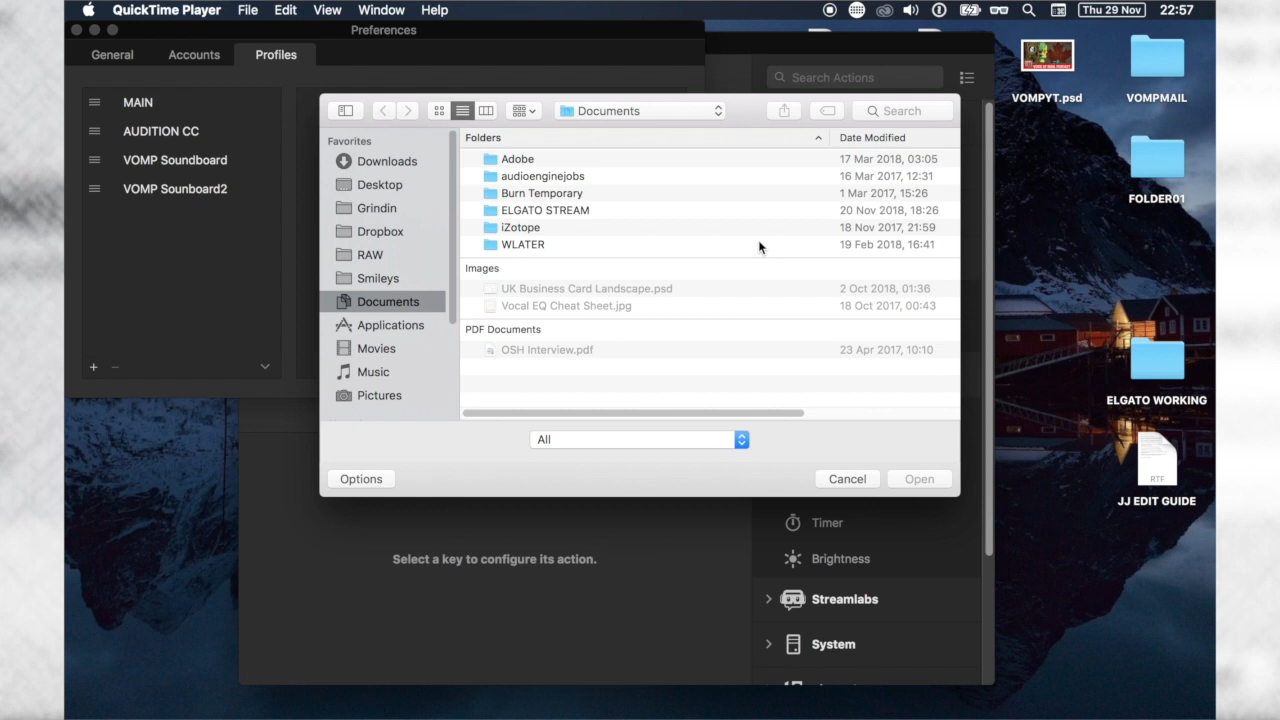 QuickTime Player File Edit View Window Help Thu 29 Nov 22:57
Preferences
General Accounts Profiles
MAIN
AUDITION CC
VOMP Soundboard
VOMP Sounboard2
Search Actions
Documents
Search
Favorites
Downloads
Desktop
Grindin
Dropbox
RAW
Smileys
Documents
Applications
Movies
Music
Pictures
Folders Date Modified
Adobe 17 Mar 2018, 03:05
audioenginejobs 16 Mar 2017, 12:31
Burn Temporary 1 Mar 2017, 15:26
ELGATO STREAM 20 Nov 2018, 18:26
iZotope 18 Nov 2017, 21:59
WLATER 19 Feb 2018, 16:41
Images
UK Business Card Landscape.psd 2 Oct 2018, 01:36
Vocal EQ Cheat Sheet.jpg 18 Oct 2017, 00:43
PDF Documents
OSH Interview.pdf 23 Apr 2017, 10:10
All
Options Cancel Open
Select a key to configure its action.
Timer
Brightness
Streamlabs
System
VOMPYT.psd
VOMPMAIL
FOLDER01
ELGATO WORKING
RTF
JJ EDIT GUIDE